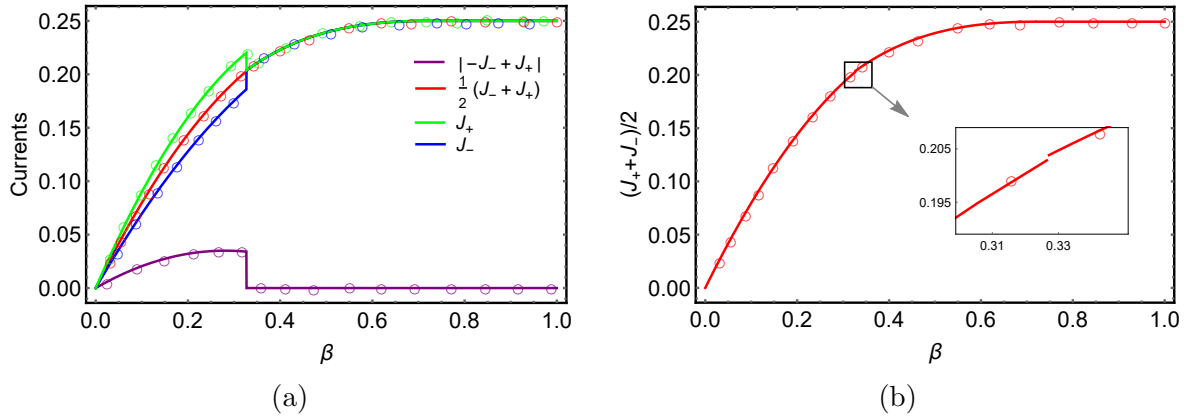 Currents
0.25
0.20
0.15
0.10
0.05
0.00
| −J₋ + J₊ |
1/2 (J₋ + J₊)
J₊
J₋
0.0 0.2 0.4 0.6 0.8 1.0
β
(a)
(J₊+J₋)/2
0.25
0.20
0.15
0.10
0.05
0.00
0.205
0.195
0.31 0.33
0.0 0.2 0.4 0.6 0.8 1.0
β
(b)